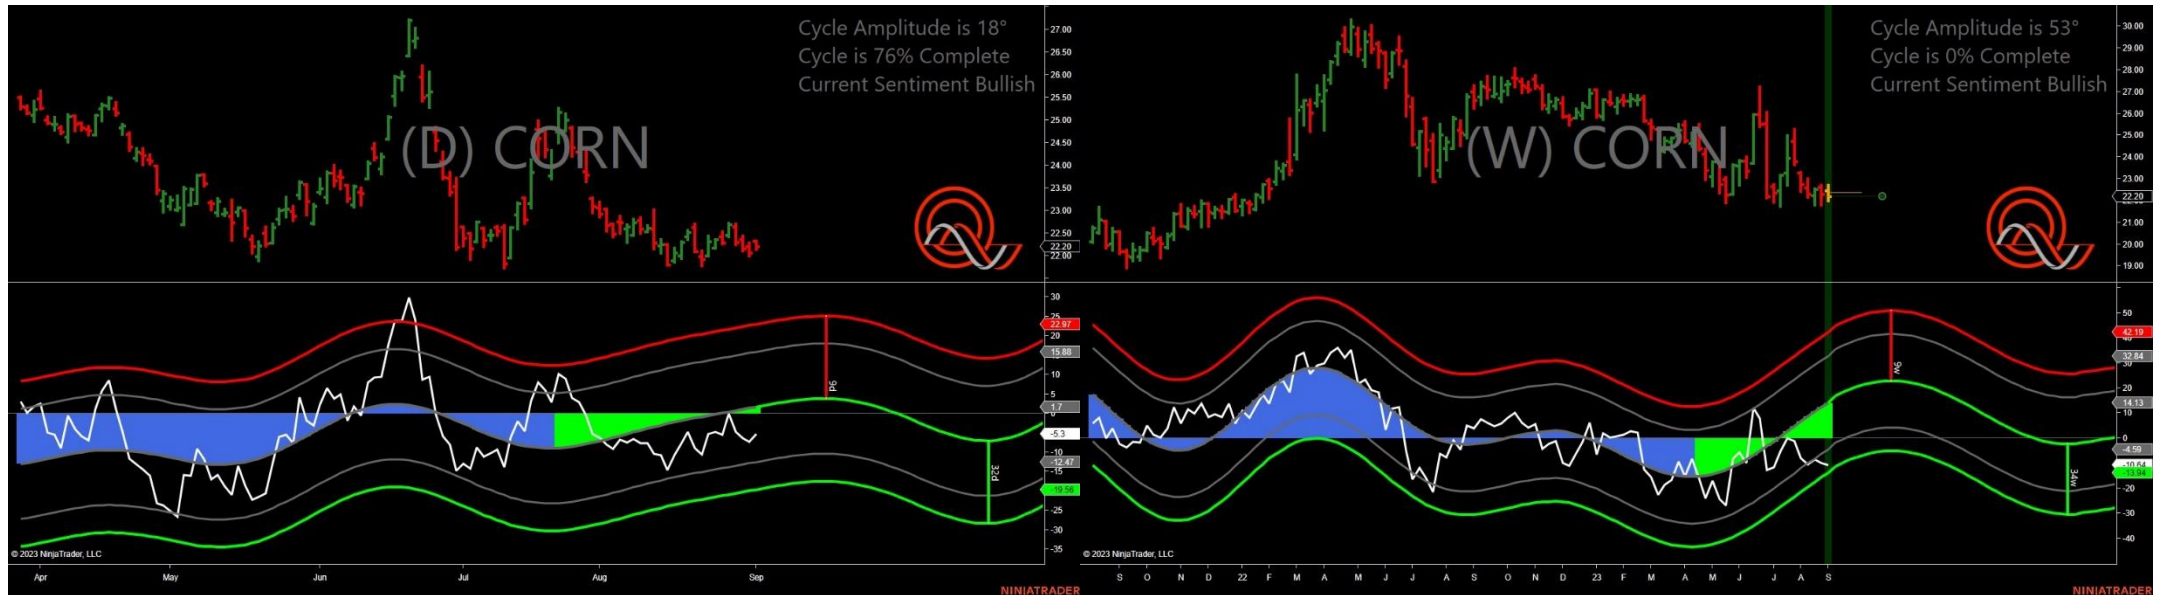 Cycle Amplitude is 18°
Cycle is 76% Complete
Current Sentiment Bullish
(D) CORN
27.00
26.50
26.00
25.50
25.00
24.50
24.00
23.50
23.00
22.50
22.20
22.00
30
25
22.97
20
15.88
10
5
1.7
-5.3
-10
-12.47
-15
-19.56
-25
-30
-35
9d
32d
© 2023 NinjaTrader, LLC
Apr May Jun Jul Aug Sep
NINJATRADER
Cycle Amplitude is 53°
Cycle is 0% Complete
Current Sentiment Bullish
(W) CORN
30.00
29.00
28.00
27.00
26.00
25.00
24.00
23.00
22.20
21.00
20.00
19.00
50
42.19
32.84
20
14.13
10
0
-4.59
-10.64
-13.94
-20
-30
-40
9w
34w
© 2023 NinjaTrader, LLC
S O N D 22 F M A M J J A S O N D 23 F M A M J J A S
NINJATRADER